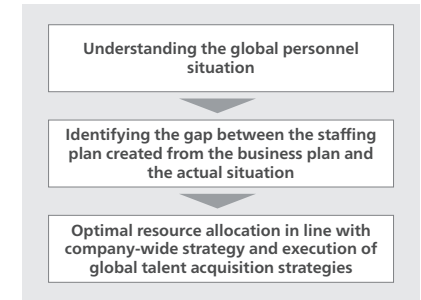 Understanding the global personnel
situation
Identifying the gap between the staffing
plan created from the business plan and
the actual situation
Optimal resource allocation in line with
company-wide strategy and execution of
global talent acquisition strategies